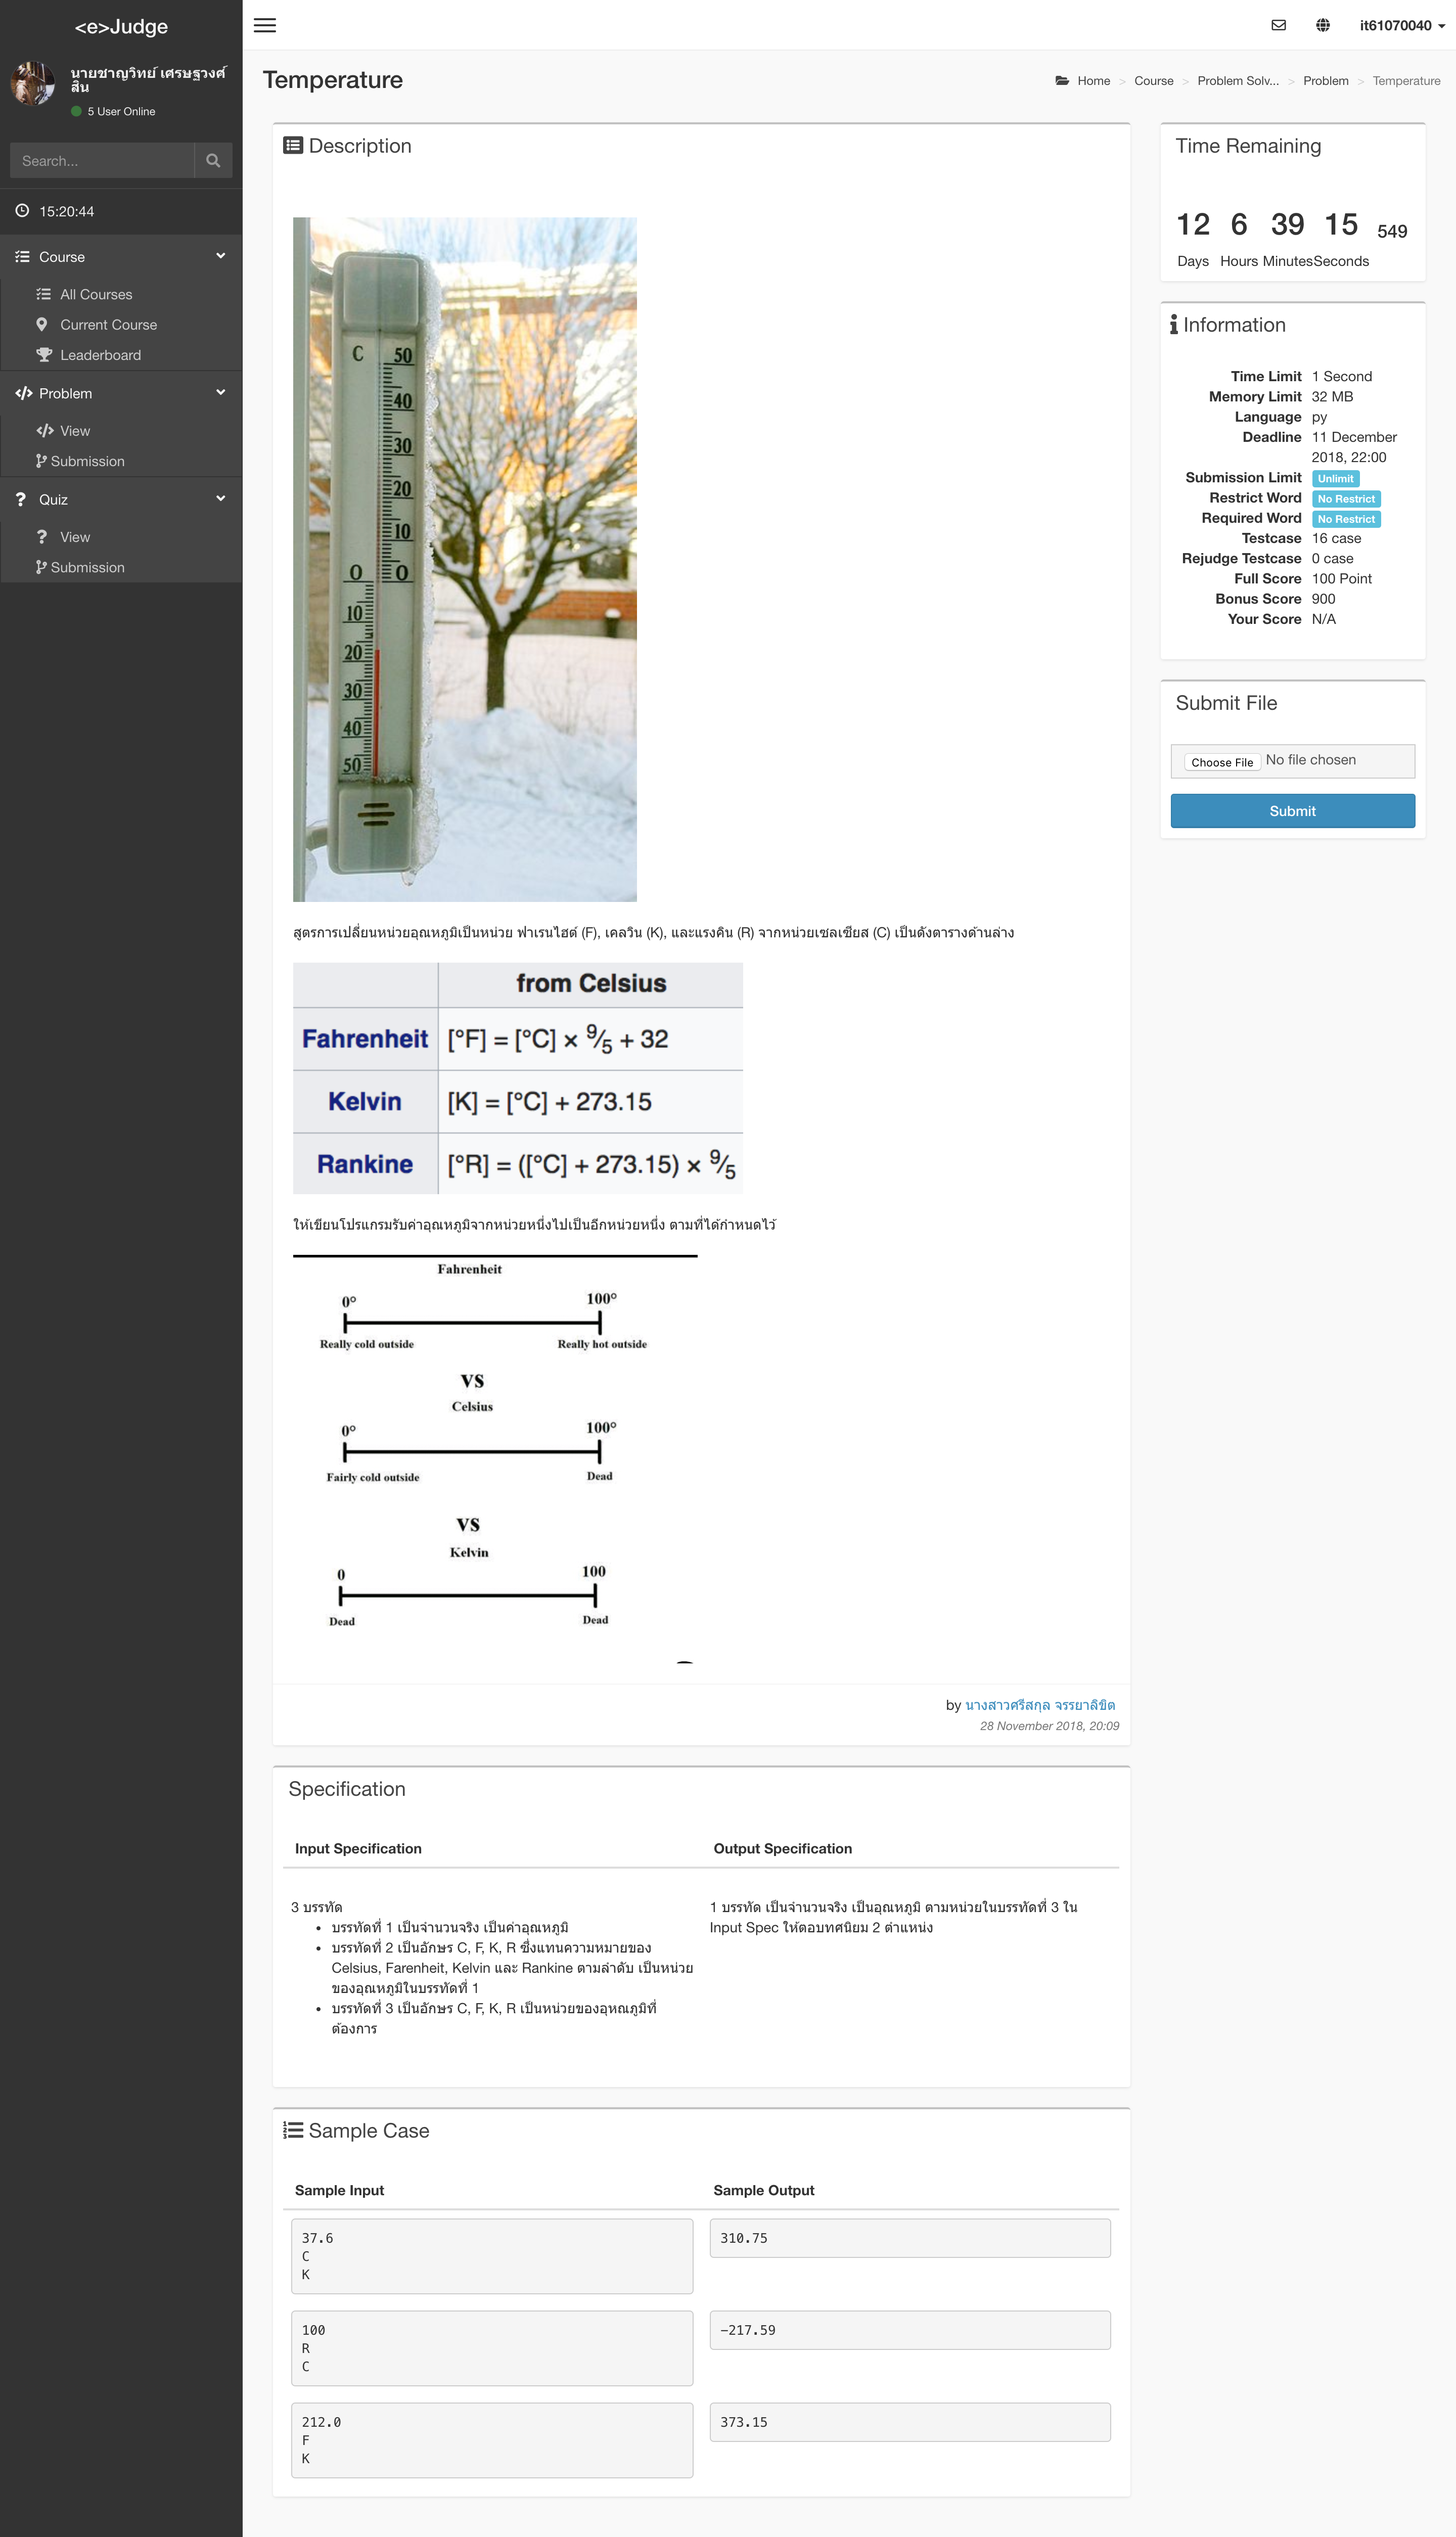 <e>Judge
it61070040
นายชาญวิทย์ เศรษฐวงศ์
สิน
5 User Online
Search...
15:20:44
Course
All Courses
Current Course
Leaderboard
Problem
View
Submission
Quiz
View
Submission
Temperature
Home > Course > Problem Solv... > Problem > Temperature
Description
C 50
40
30
20
10
0 0
10
20
30
40
50
สูตรการเปลี่ยนหน่วยอุณหภูมิเป็นหน่วย ฟาเรนไฮต์ (F), เคลวิน (K), และแรงคิน (R) จากหน่วยเซลเซียส (C) เป็นดังตารางด้านล่าง
from Celsius
Fahrenheit [°F] = [°C] × 9⁄5 + 32
Kelvin [K] = [°C] + 273.15
Rankine [°R] = ([°C] + 273.15) × 9⁄5
ให้เขียนโปรแกรมรับค่าอุณหภูมิจากหน่วยหนึ่งไปเป็นอีกหน่วยหนึ่ง ตามที่ได้กำหนดไว้
Fahrenheit
0° 100°
Really cold outside Really hot outside
VS
Celsius
0° 100°
Fairly cold outside Dead
VS
Kelvin
0 100
Dead Dead
by นางสาวศรีสกุล จรรยาลิขิต
28 November 2018, 20:09
Specification
Input Specification
3 บรรทัด
บรรทัดที่ 1 เป็นจำนวนจริง เป็นค่าอุณหภูมิ
บรรทัดที่ 2 เป็นอักษร C, F, K, R ซึ่งแทนความหมายของ
Celsius, Farenheit, Kelvin และ Rankine ตามลำดับ เป็นหน่วย
ของอุณหภูมิในบรรทัดที่ 1
บรรทัดที่ 3 เป็นอักษร C, F, K, R เป็นหน่วยของอุหณภูมิที่
ต้องการ
Output Specification
1 บรรทัด เป็นจำนวนจริง เป็นอุณหภูมิ ตามหน่วยในบรรทัดที่ 3 ใน
Input Spec ให้ตอบทศนิยม 2 ตำแหน่ง
Sample Case
Sample Input Sample Output
37.6
C
K
310.75
100
R
C
-217.59
212.0
F
K
373.15
Time Remaining
12 6 39 15 549
Days Hours Minutes Seconds
Information
Time Limit 1 Second
Memory Limit 32 MB
Language py
Deadline 11 December
2018, 22:00
Submission Limit Unlimit
Restrict Word No Restrict
Required Word No Restrict
Testcase 16 case
Rejudge Testcase 0 case
Full Score 100 Point
Bonus Score 900
Your Score N/A
Submit File
Choose File No file chosen
Submit